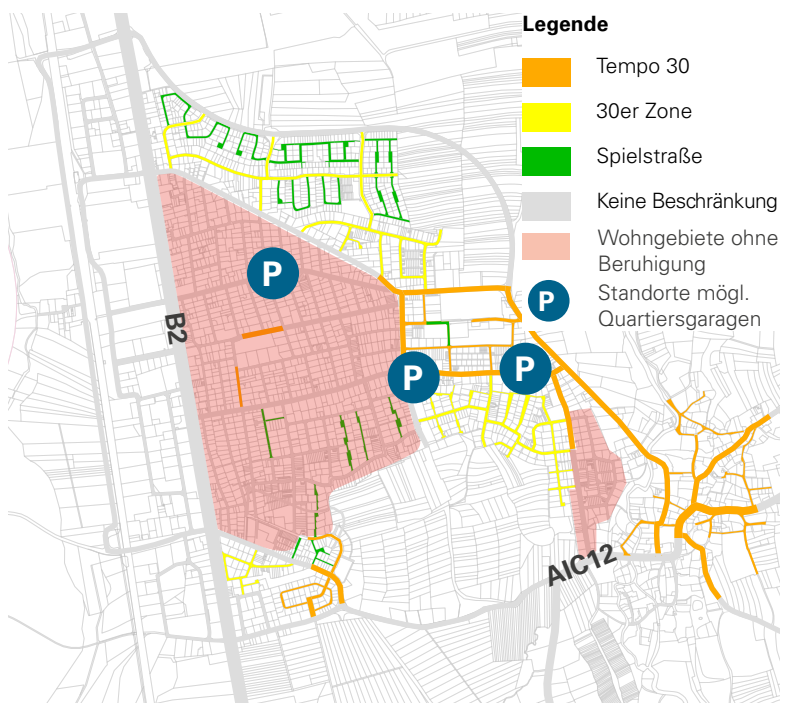 Legende
Tempo 30
30er Zone
Spielstraße
Keine Beschränkung
Wohngebiete ohne
Beruhigung
P
Standorte mögl.
Quartiersgaragen
P
B2
P
P
AIC12